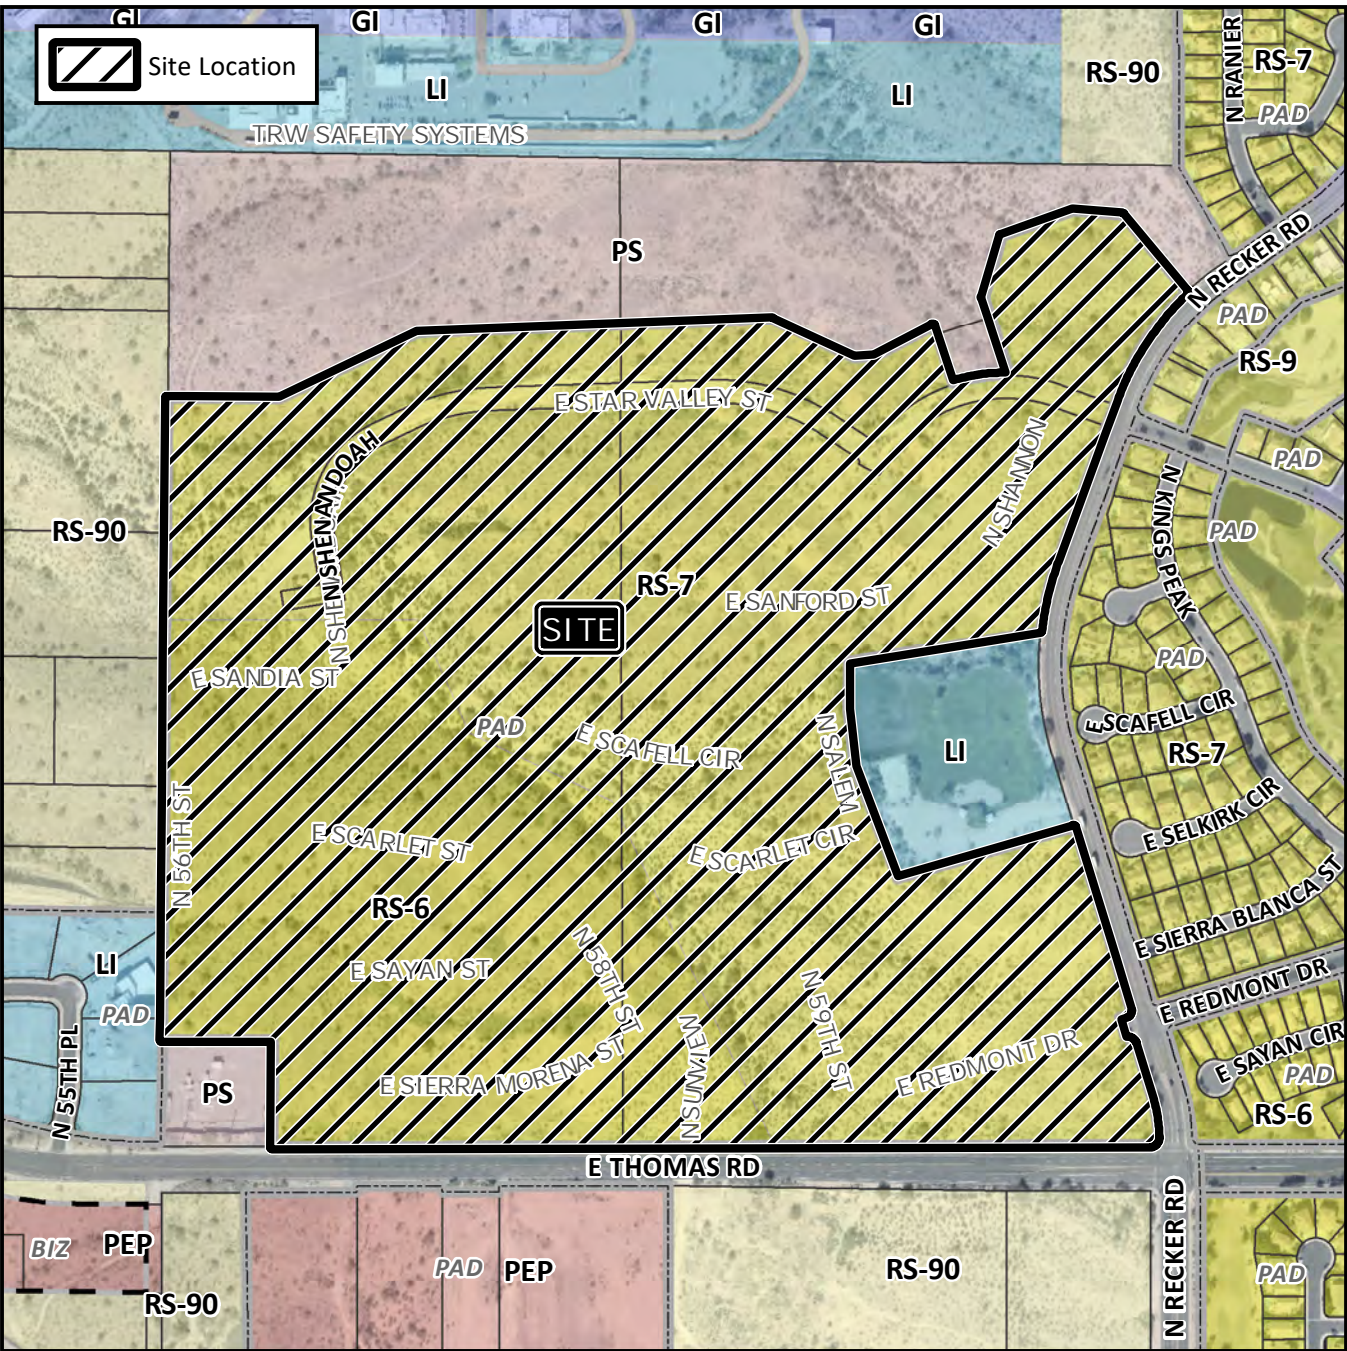 GI
GI
GI
GI
Site Location
LI
LI
RS-90
N RANIER
RS-7
PAD
TRW SAFETY SYSTEMS
PS
N RECKER RD
PAD
RS-9
E STAR VALLEY ST
N SHENANDOAH
N SHANNON
PAD
N KINGS PEAK
PAD
RS-90
RS-7
E SANFORD ST
SITE
N SHE
E SANDIA ST
PAD
PAD
E SCAFELL CIR
N SALEM
LI
E SCAFELL CIR
RS-7
N 56TH ST
E SCARLET ST
E SCARLET CIR
E SELKIRK CIR
RS-6
E SIERRA BLANCA ST
LI
PAD
E SAYAN ST
N 58TH ST
N 59TH ST
E REDMONT DR
N 55TH PL
PS
E SIERRA MORENA ST
N SUNVIEW
E REDMONT DR
E SAYAN CIR
PAD
RS-6
E THOMAS RD
BIZ
PEP
PAD
PEP
RS-90
RS-90
N RECKER RD
PAD